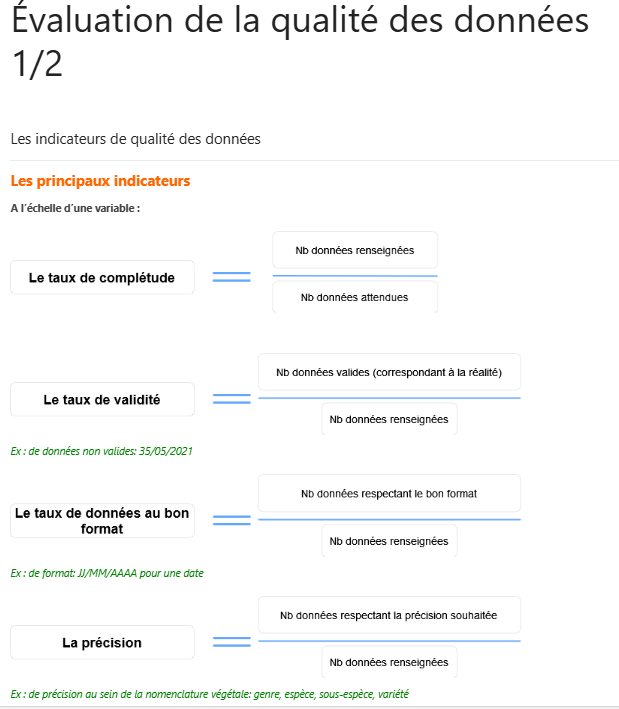 Évaluation de la qualité des données
1/2
Les indicateurs de qualité des données
Les principaux indicateurs
A l'échelle d'une variable :
Le taux de complétude
Nb données renseignées
Nb données attendues
Le taux de validité
Nb données valides (correspondant à la réalité)
Nb données renseignées
Ex : de données non valides: 35/05/2021
Le taux de données au bon
format
Nb données respectant le bon format
Nb données renseignées
Ex : de format: JJ/MM/AAAA pour une date
La précision
Nb données respectant la précision souhaitée
Nb données renseignées
Ex : de précision au sein de la nomenclature végétale: genre, espèce, sous-espèce, variété